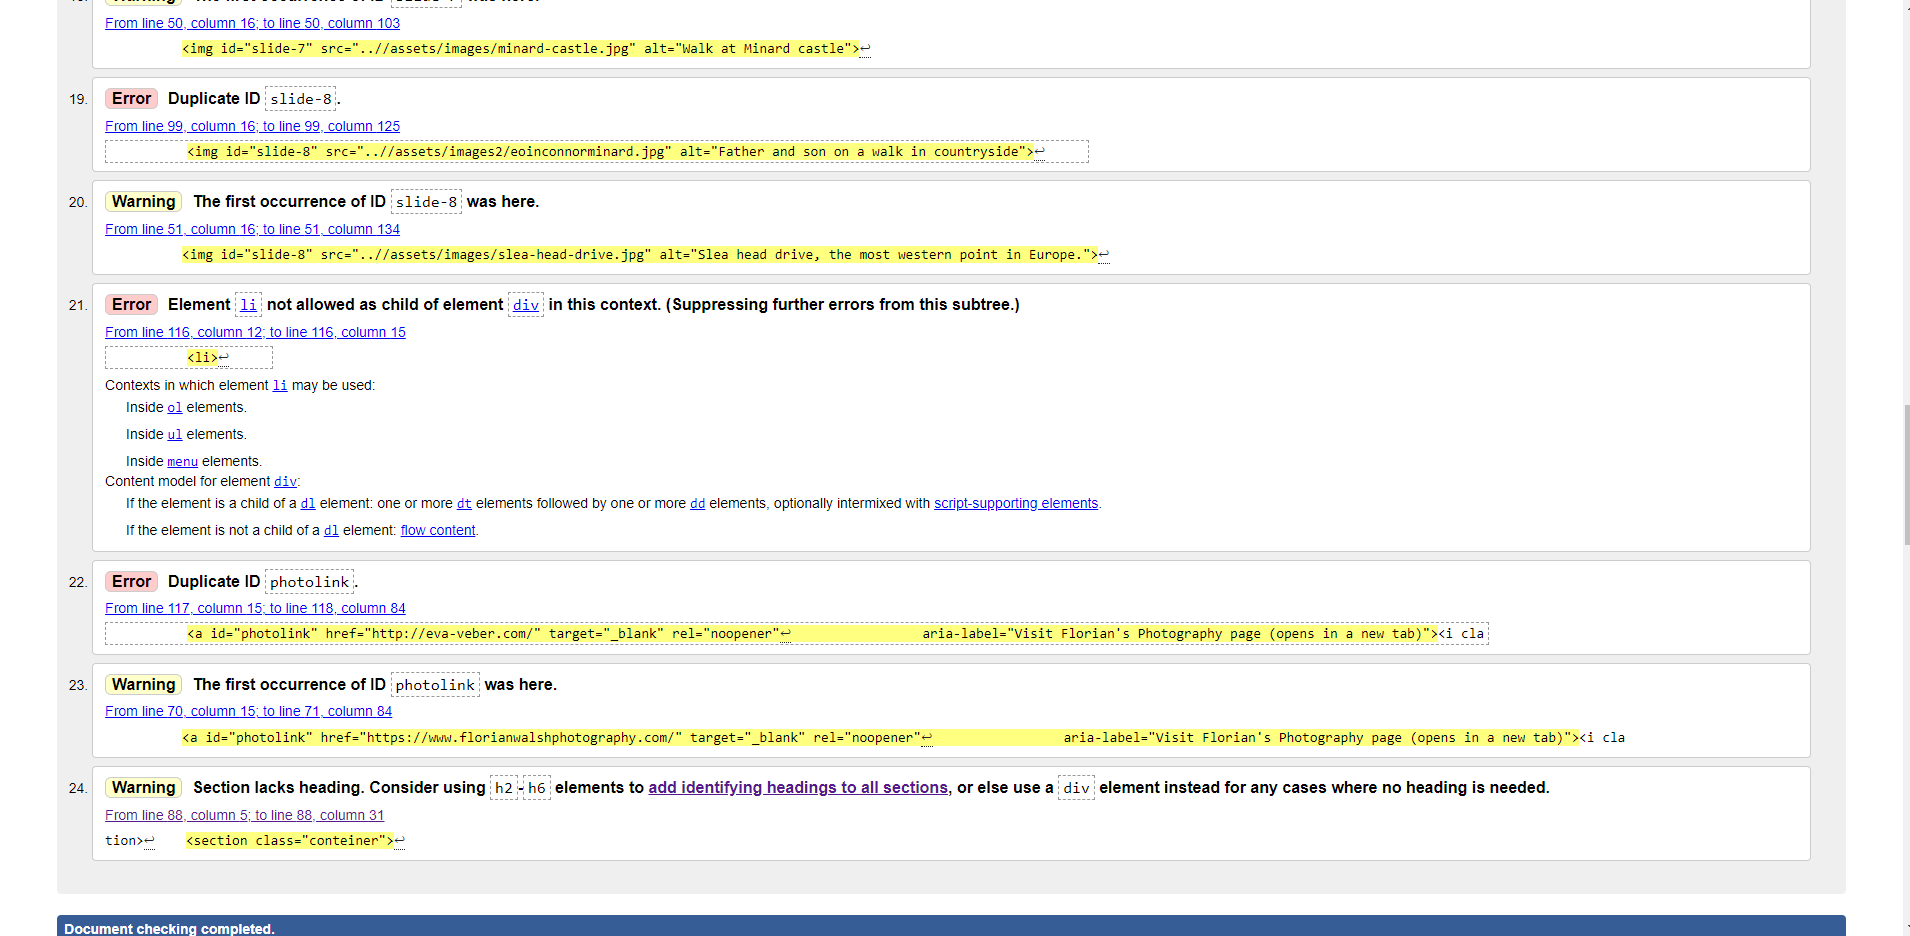 From line 50, column 16; to line 50, column 103
<img id="slide-7" src="..//assets/images/minard-castle.jpg" alt="Walk at Minard castle">↩
19. Error Duplicate ID slide-8.
From line 99, column 16; to line 99, column 125
<img id="slide-8" src="..//assets/images2/eoinconnorminard.jpg" alt="Father and son on a walk in countryside">↩
20. Warning The first occurrence of ID slide-8 was here.
From line 51, column 16; to line 51, column 134
<img id="slide-8" src="..//assets/images/slea-head-drive.jpg" alt="Slea head drive, the most western point in Europe.">↩
21. Error Element li not allowed as child of element div in this context. (Suppressing further errors from this subtree.)
From line 116, column 12; to line 116, column 15
<li>↩
Contexts in which element li may be used:
Inside ol elements.
Inside ul elements.
Inside menu elements.
Content model for element div:
If the element is a child of a dl element: one or more dt elements followed by one or more dd elements, optionally intermixed with script-supporting elements.
If the element is not a child of a dl element: flow content.
22. Error Duplicate ID photolink.
From line 117, column 15; to line 118, column 84
<a id="photolink" href="http://eva-veber.com/" target="_blank" rel="noopener"↩ aria-label="Visit Florian's Photography page (opens in a new tab)"><i cla
23. Warning The first occurrence of ID photolink was here.
From line 70, column 15; to line 71, column 84
<a id="photolink" href="https://www.florianwalshphotography.com/" target="_blank" rel="noopener"↩ aria-label="Visit Florian's Photography page (opens in a new tab)"><i cla
24. Warning Section lacks heading. Consider using h2-h6 elements to add identifying headings to all sections, or else use a div element instead for any cases where no heading is needed.
From line 88, column 5; to line 88, column 31
tion>↩ <section class="conteiner">↩
Document checking completed.